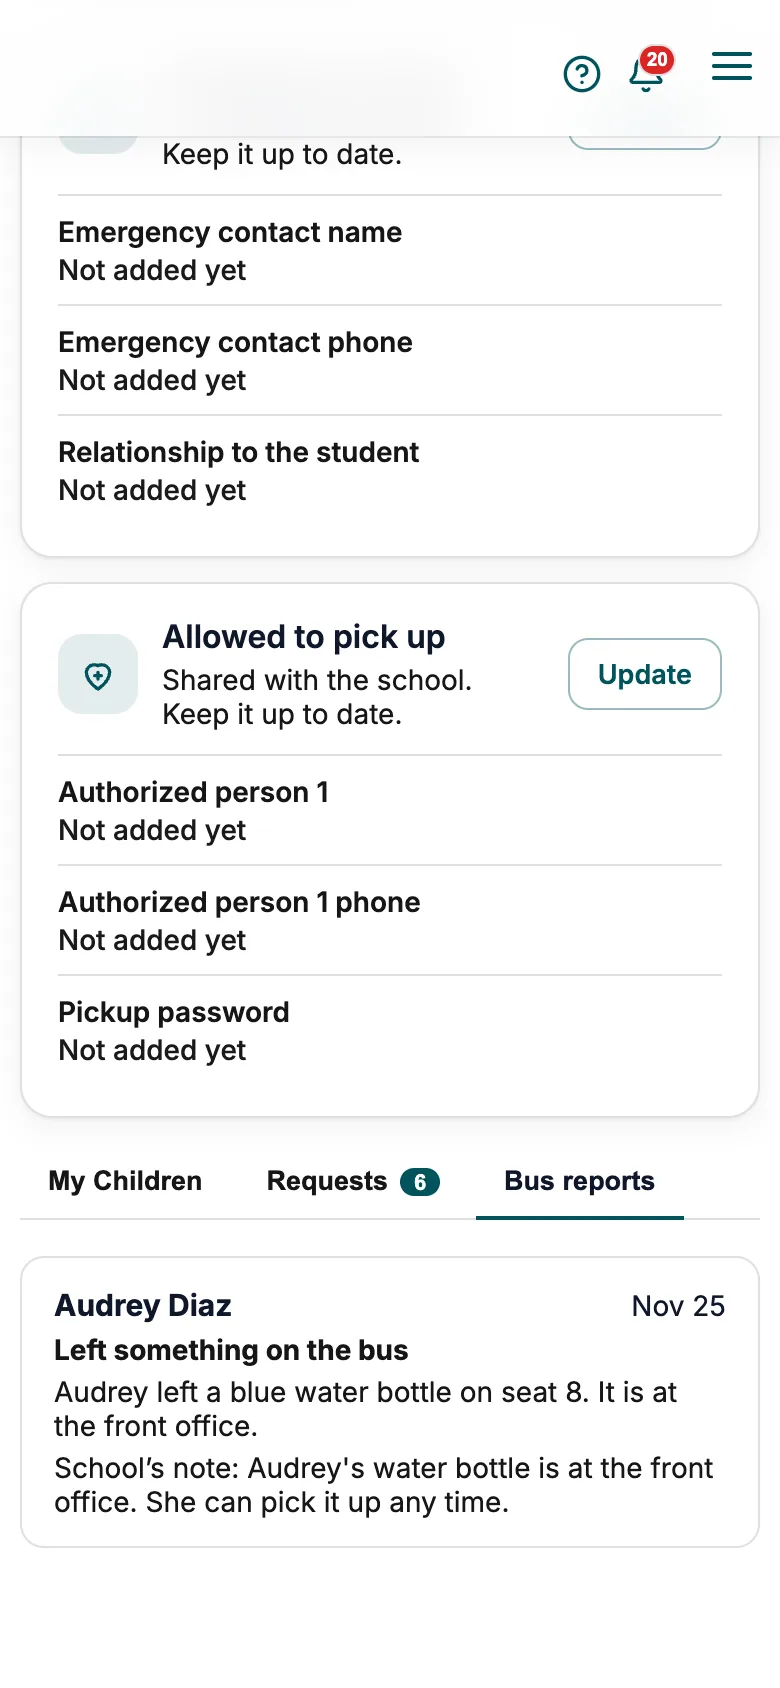 20
Keep it up to date.
Emergency contact name
Not added yet
Emergency contact phone
Not added yet
Relationship to the student
Not added yet
Allowed to pick up
Shared with the school.
Keep it up to date.
Update
Authorized person 1
Not added yet
Authorized person 1 phone
Not added yet
Pickup password
Not added yet
My Children
Requests 6
Bus reports
Audrey Diaz
Nov 25
Left something on the bus
Audrey left a blue water bottle on seat 8. It is at
the front office.
School’s note: Audrey's water bottle is at the front
office. She can pick it up any time.